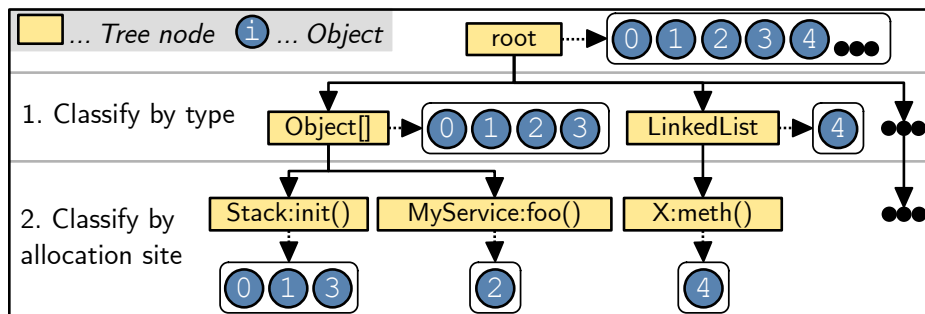 ... Tree node i ... Object
root 0 1 2 3 4
1. Classify by type
Object[] 0 1 2 3 LinkedList 4
2. Classify by
allocation site
Stack:init() MyService:foo() X:meth()
0 1 3 2 4